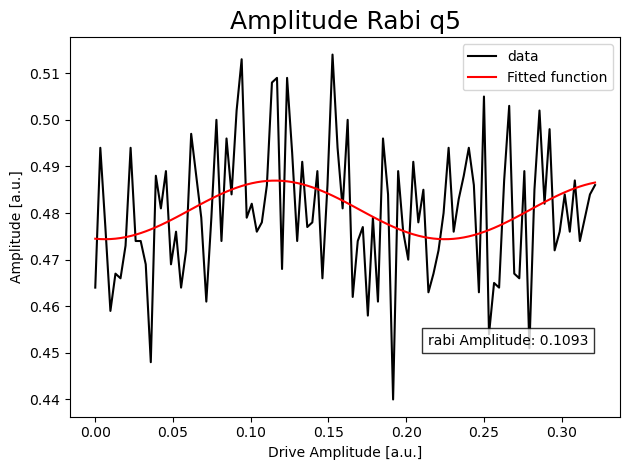 Amplitude Rabi q5
data
Fitted function
0.51
0.50
0.49
0.48
0.47
0.46
0.45
0.44
Amplitude [a.u.]
rabi Amplitude: 0.1093
0.00 0.05 0.10 0.15 0.20 0.25 0.30
Drive Amplitude [a.u.]